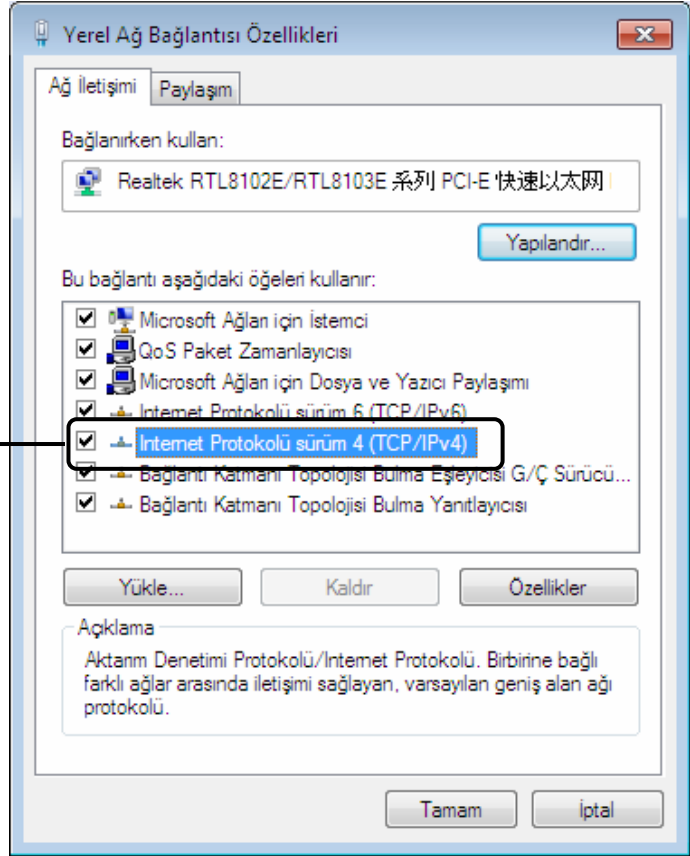 Yerel Ağ Bağlantısı Özellikleri
Ağ İletişimi
Paylaşım
Bağlanırken kullan:
Realtek RTL8102E/RTL8103E 系列 PCI-E 快速以太网
Yapılandır...
Bu bağlantı aşağıdaki öğeleri kullanır:
Microsoft Ağları için İstemci
QoS Paket Zamanlayıcısı
Microsoft Ağları için Dosya ve Yazıcı Paylaşımı
Internet Protokolü sürüm 6 (TCP/IPv6)
Internet Protokolü sürüm 4 (TCP/IPv4)
Bağlantı Katmanı Topolojisi Bulma Eşleyicisi G/Ç Sürücü...
Bağlantı Katmanı Topolojisi Bulma Yanıtlayıcısı
Yükle...
Kaldır
Özellikler
Açıklama
Aktarım Denetimi Protokolü/Internet Protokolü. Birbirine bağlı
farklı ağlar arasında iletişimi sağlayan, varsayılan geniş alan ağı
protokolü.
Tamam
İptal